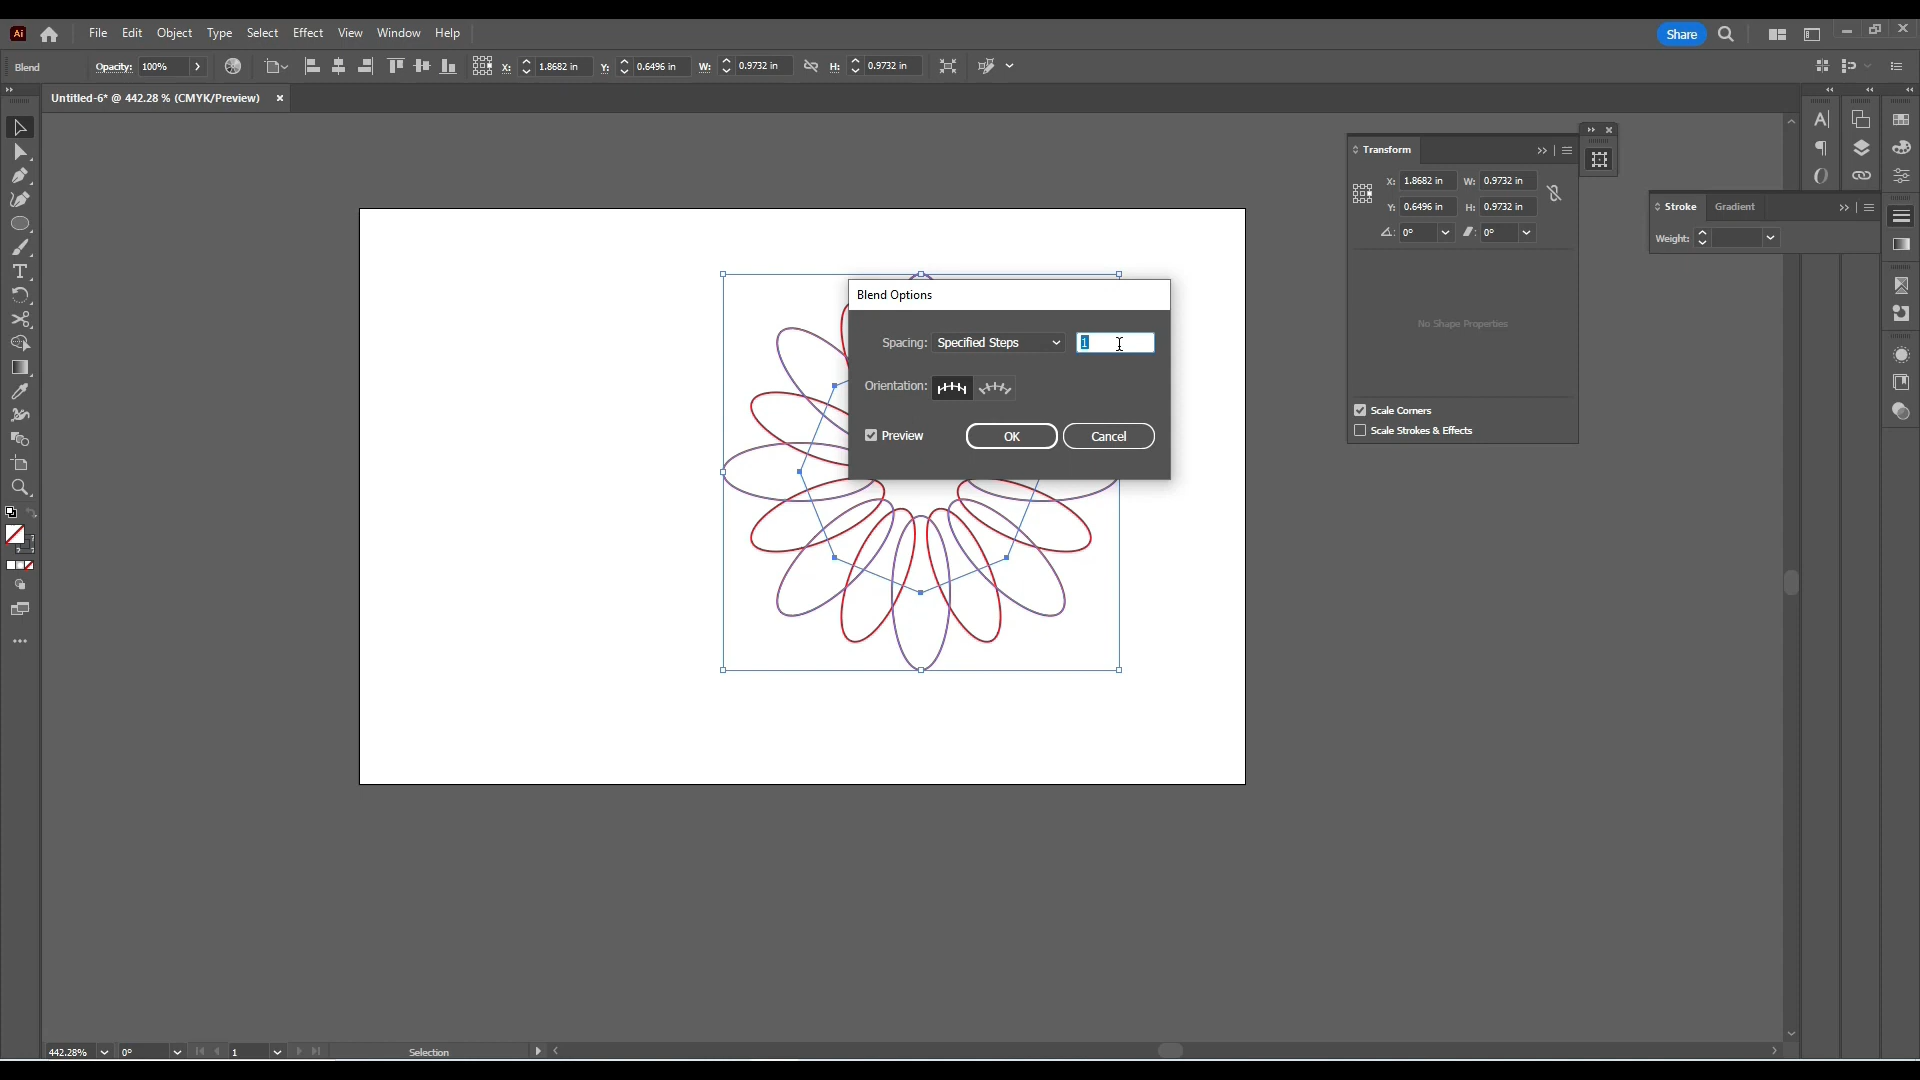 Ai File Edit Object Type Select Effect View Window Help Share
Blend Opacity: 100% X: 1.8682 in Y: 0.6496 in W: 0.9732 in H: 0.9732 in
Untitled-6* @ 442.28 % (CMYK/Preview) ×
Transform
X: 1.8682 in W: 0.9732 in
Y: 0.6496 in H: 0.9732 in
0° 0°
No Shape Properties
Scale Corners
Scale Strokes & Effects
Stroke Gradient
Weight:
Blend Options
Spacing: Specified Steps 1
Orientation:
Preview OK Cancel
442.28% 0° 1 Selection